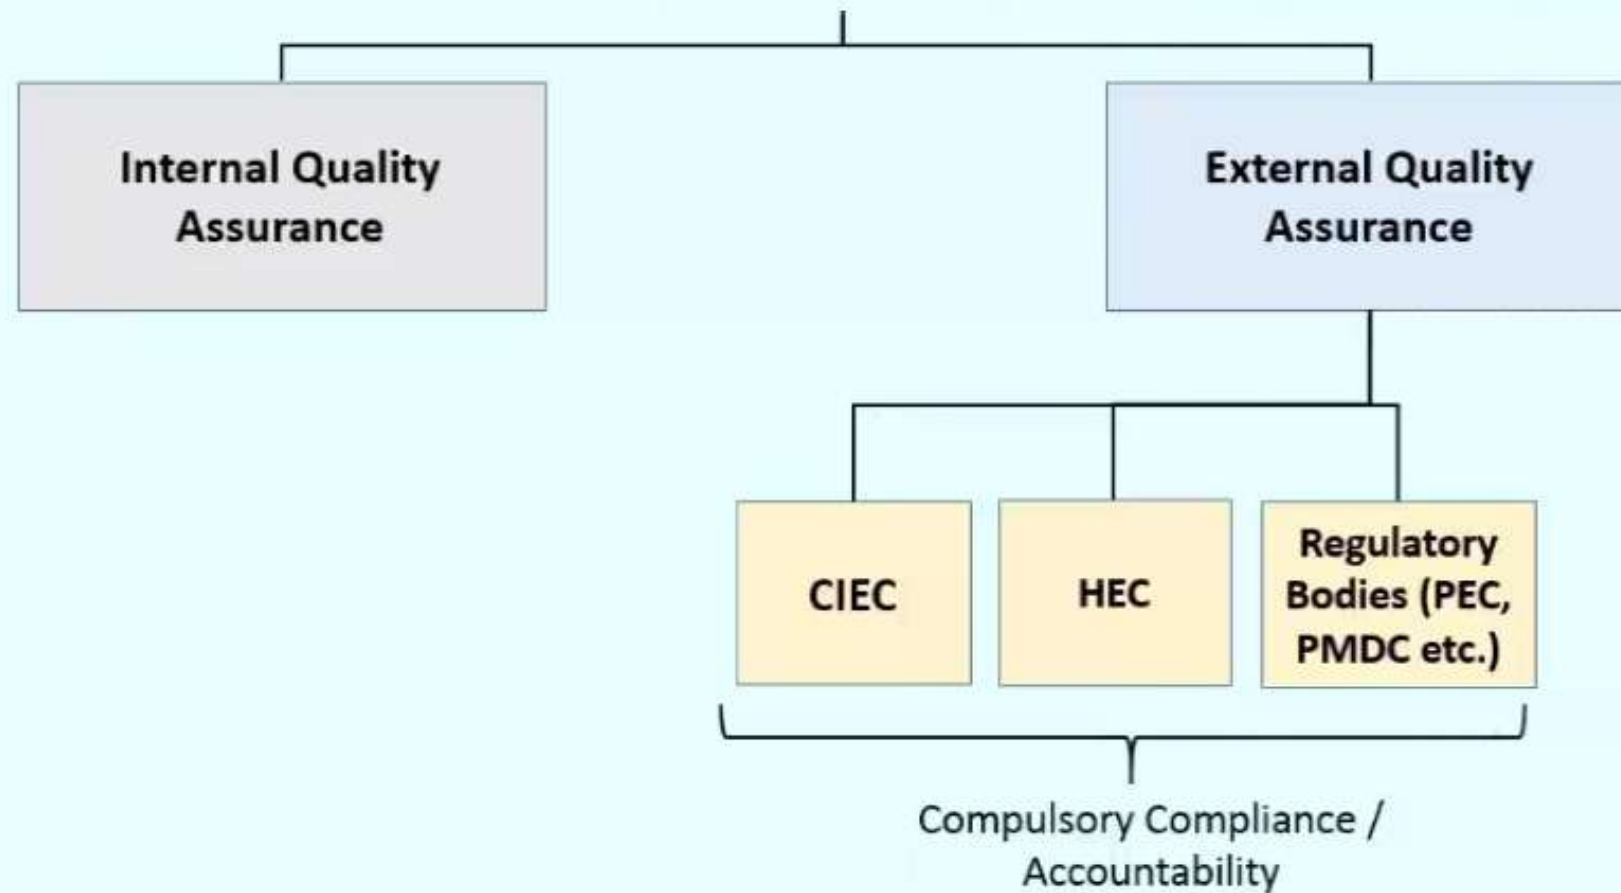 Internal Quality
Assurance
External Quality
Assurance
CIEC
HEC
Regulatory
Bodies (PEC,
PMDC etc.)
Compulsory Compliance /
Accountability